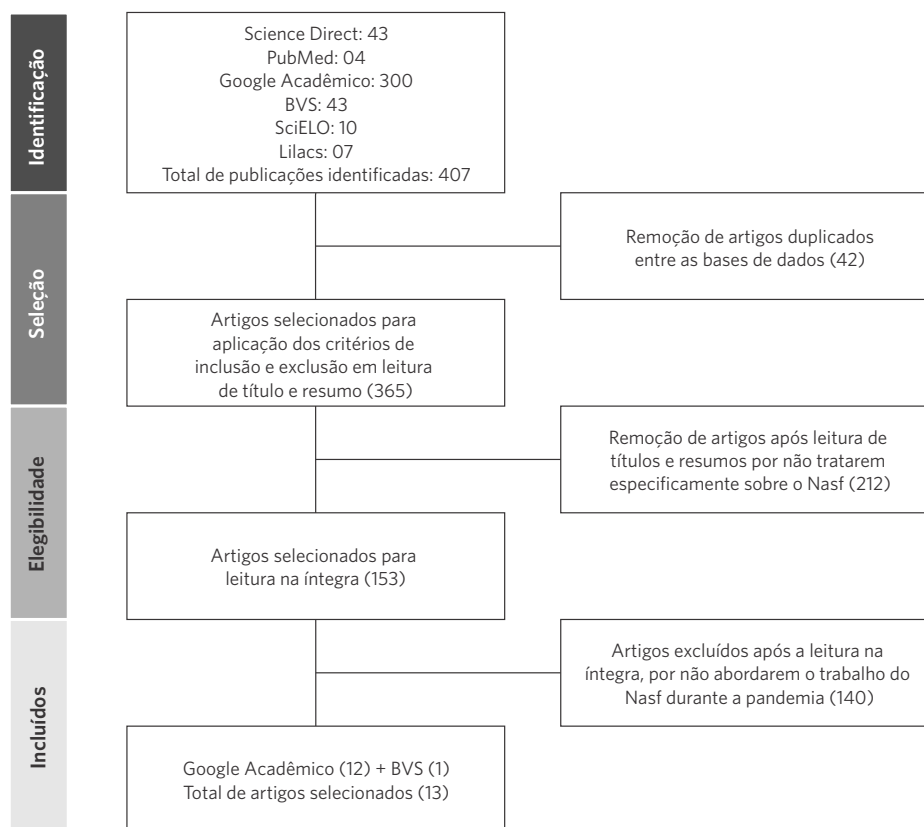 Identificação
Science Direct: 43
PubMed: 04
Google Acadêmico: 300
BVS: 43
SciELO: 10
Lilacs: 07
Total de publicações identificadas: 407
Seleção
Remoção de artigos duplicados
entre as bases de dados (42)
Artigos selecionados para
aplicação dos critérios de
inclusão e exclusão em leitura
de título e resumo (365)
Elegibilidade
Remoção de artigos após leitura de
títulos e resumos por não tratarem
especificamente sobre o Nasf (212)
Artigos selecionados para
leitura na íntegra (153)
Incluídos
Artigos excluídos após a leitura na
íntegra, por não abordarem o trabalho do
Nasf durante a pandemia (140)
Google Acadêmico (12) + BVS (1)
Total de artigos selecionados (13)